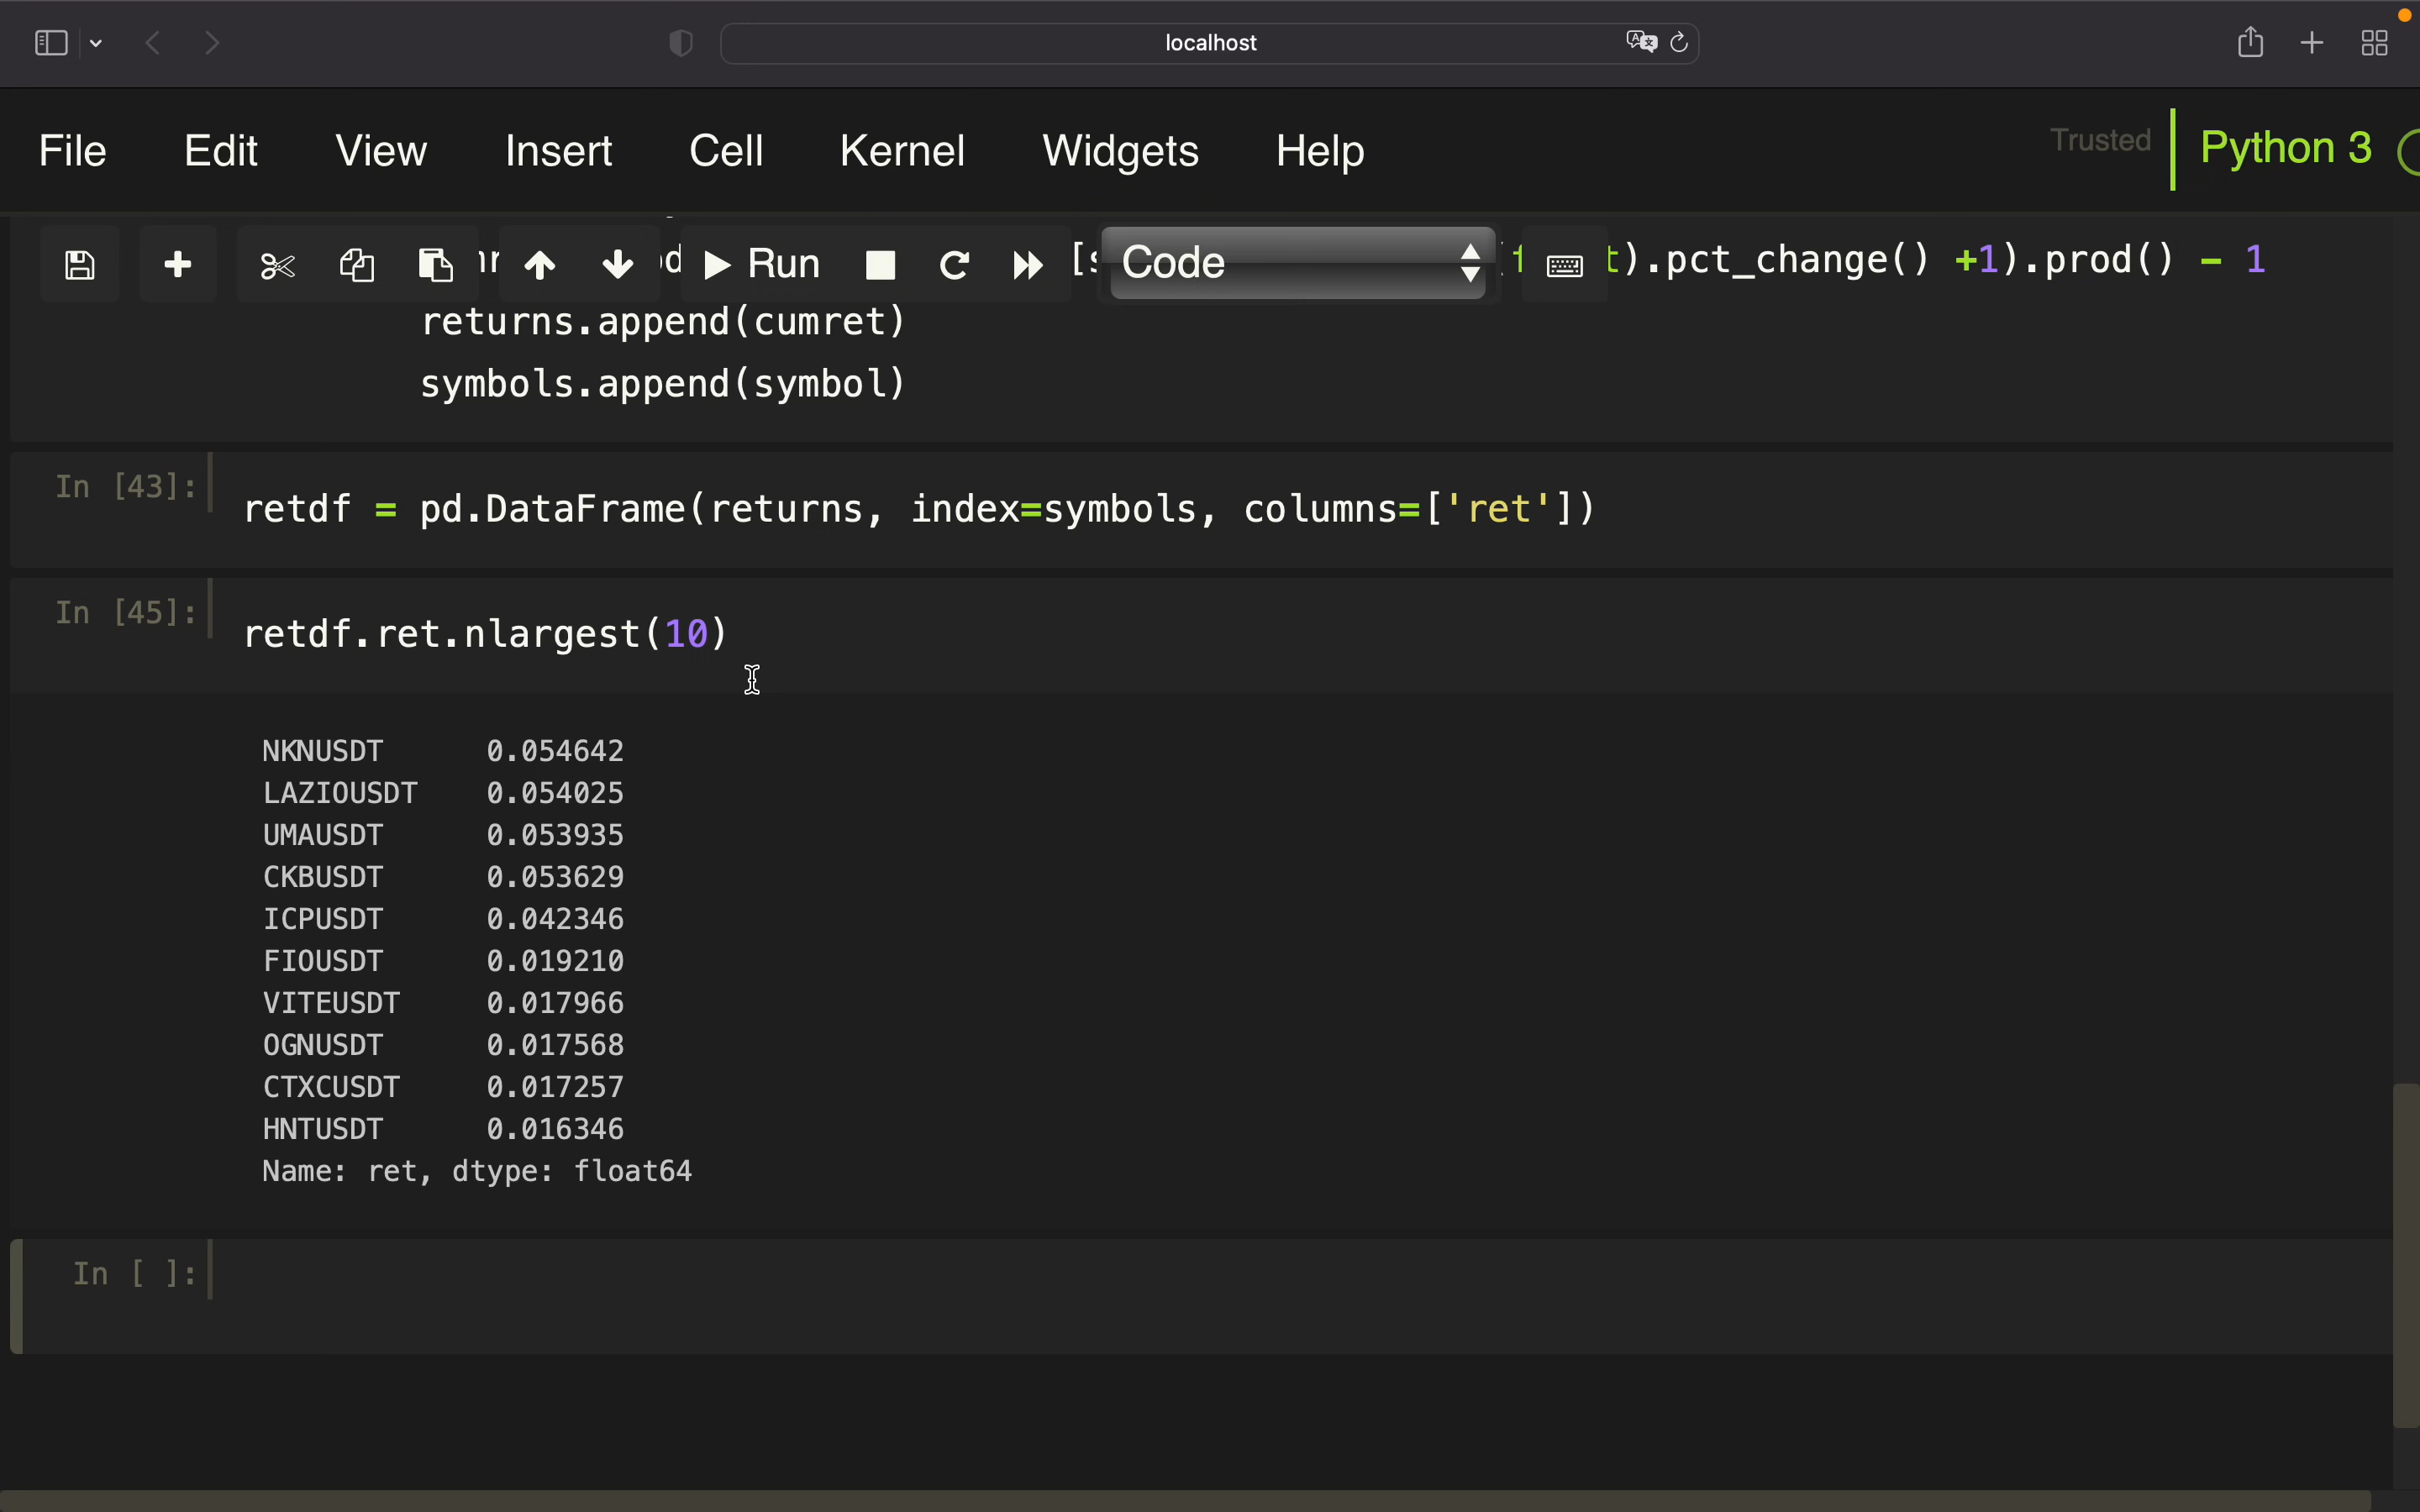 localhost
File Edit View Insert Cell Kernel Widgets Help Trusted Python 3
Run Code ).pct_change() +1).prod() - 1
returns.append(cumret)
symbols.append(symbol)
In [43]: retdf = pd.DataFrame(returns, index=symbols, columns=['ret'])
In [45]: retdf.ret.nlargest(10)
NKNUSDT 0.054642
LAZIOUSDT 0.054025
UMAUSDT 0.053935
CKBUSDT 0.053629
ICPUSDT 0.042346
FIOUSDT 0.019210
VITEUSDT 0.017966
OGNUSDT 0.017568
CTXCUSDT 0.017257
HNTUSDT 0.016346
Name: ret, dtype: float64
In [ ]: